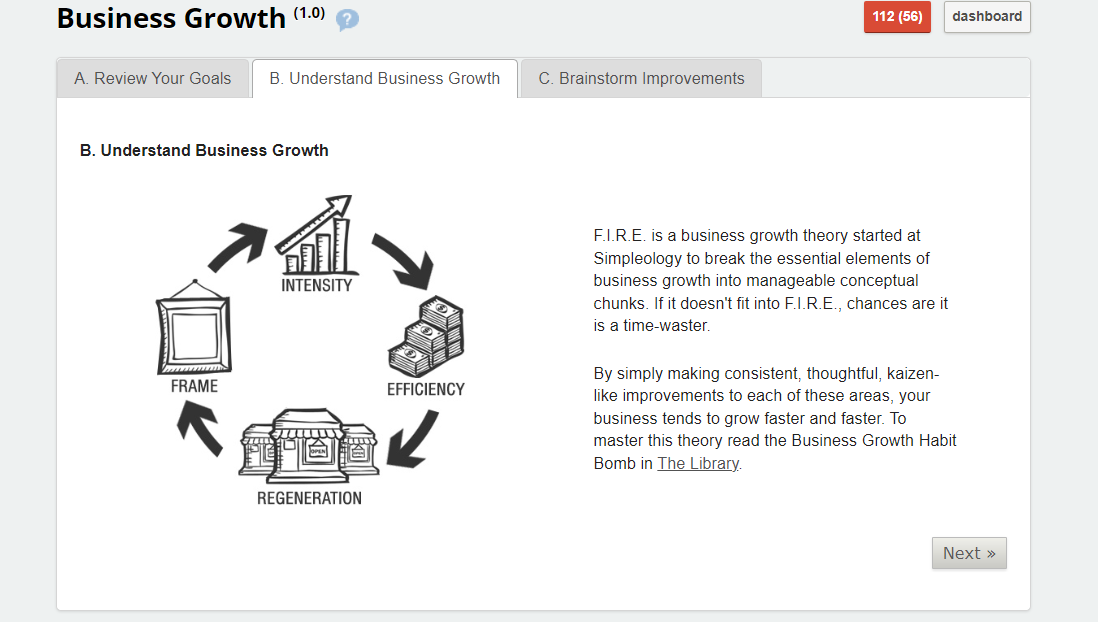 Business Growth (1.0) ?
112 (56)
dashboard
A. Review Your Goals
B. Understand Business Growth
C. Brainstorm Improvements
B. Understand Business Growth
INTENSITY
FRAME
EFFICIENCY
OPEN
OPEN
REGENERATION
F.I.R.E. is a business growth theory started at
Simpleology to break the essential elements of
business growth into manageable conceptual
chunks. If it doesn't fit into F.I.R.E., chances are it
is a time-waster.
By simply making consistent, thoughtful, kaizen-
like improvements to each of these areas, your
business tends to grow faster and faster. To
master this theory read the Business Growth Habit
Bomb in The Library.
Next »